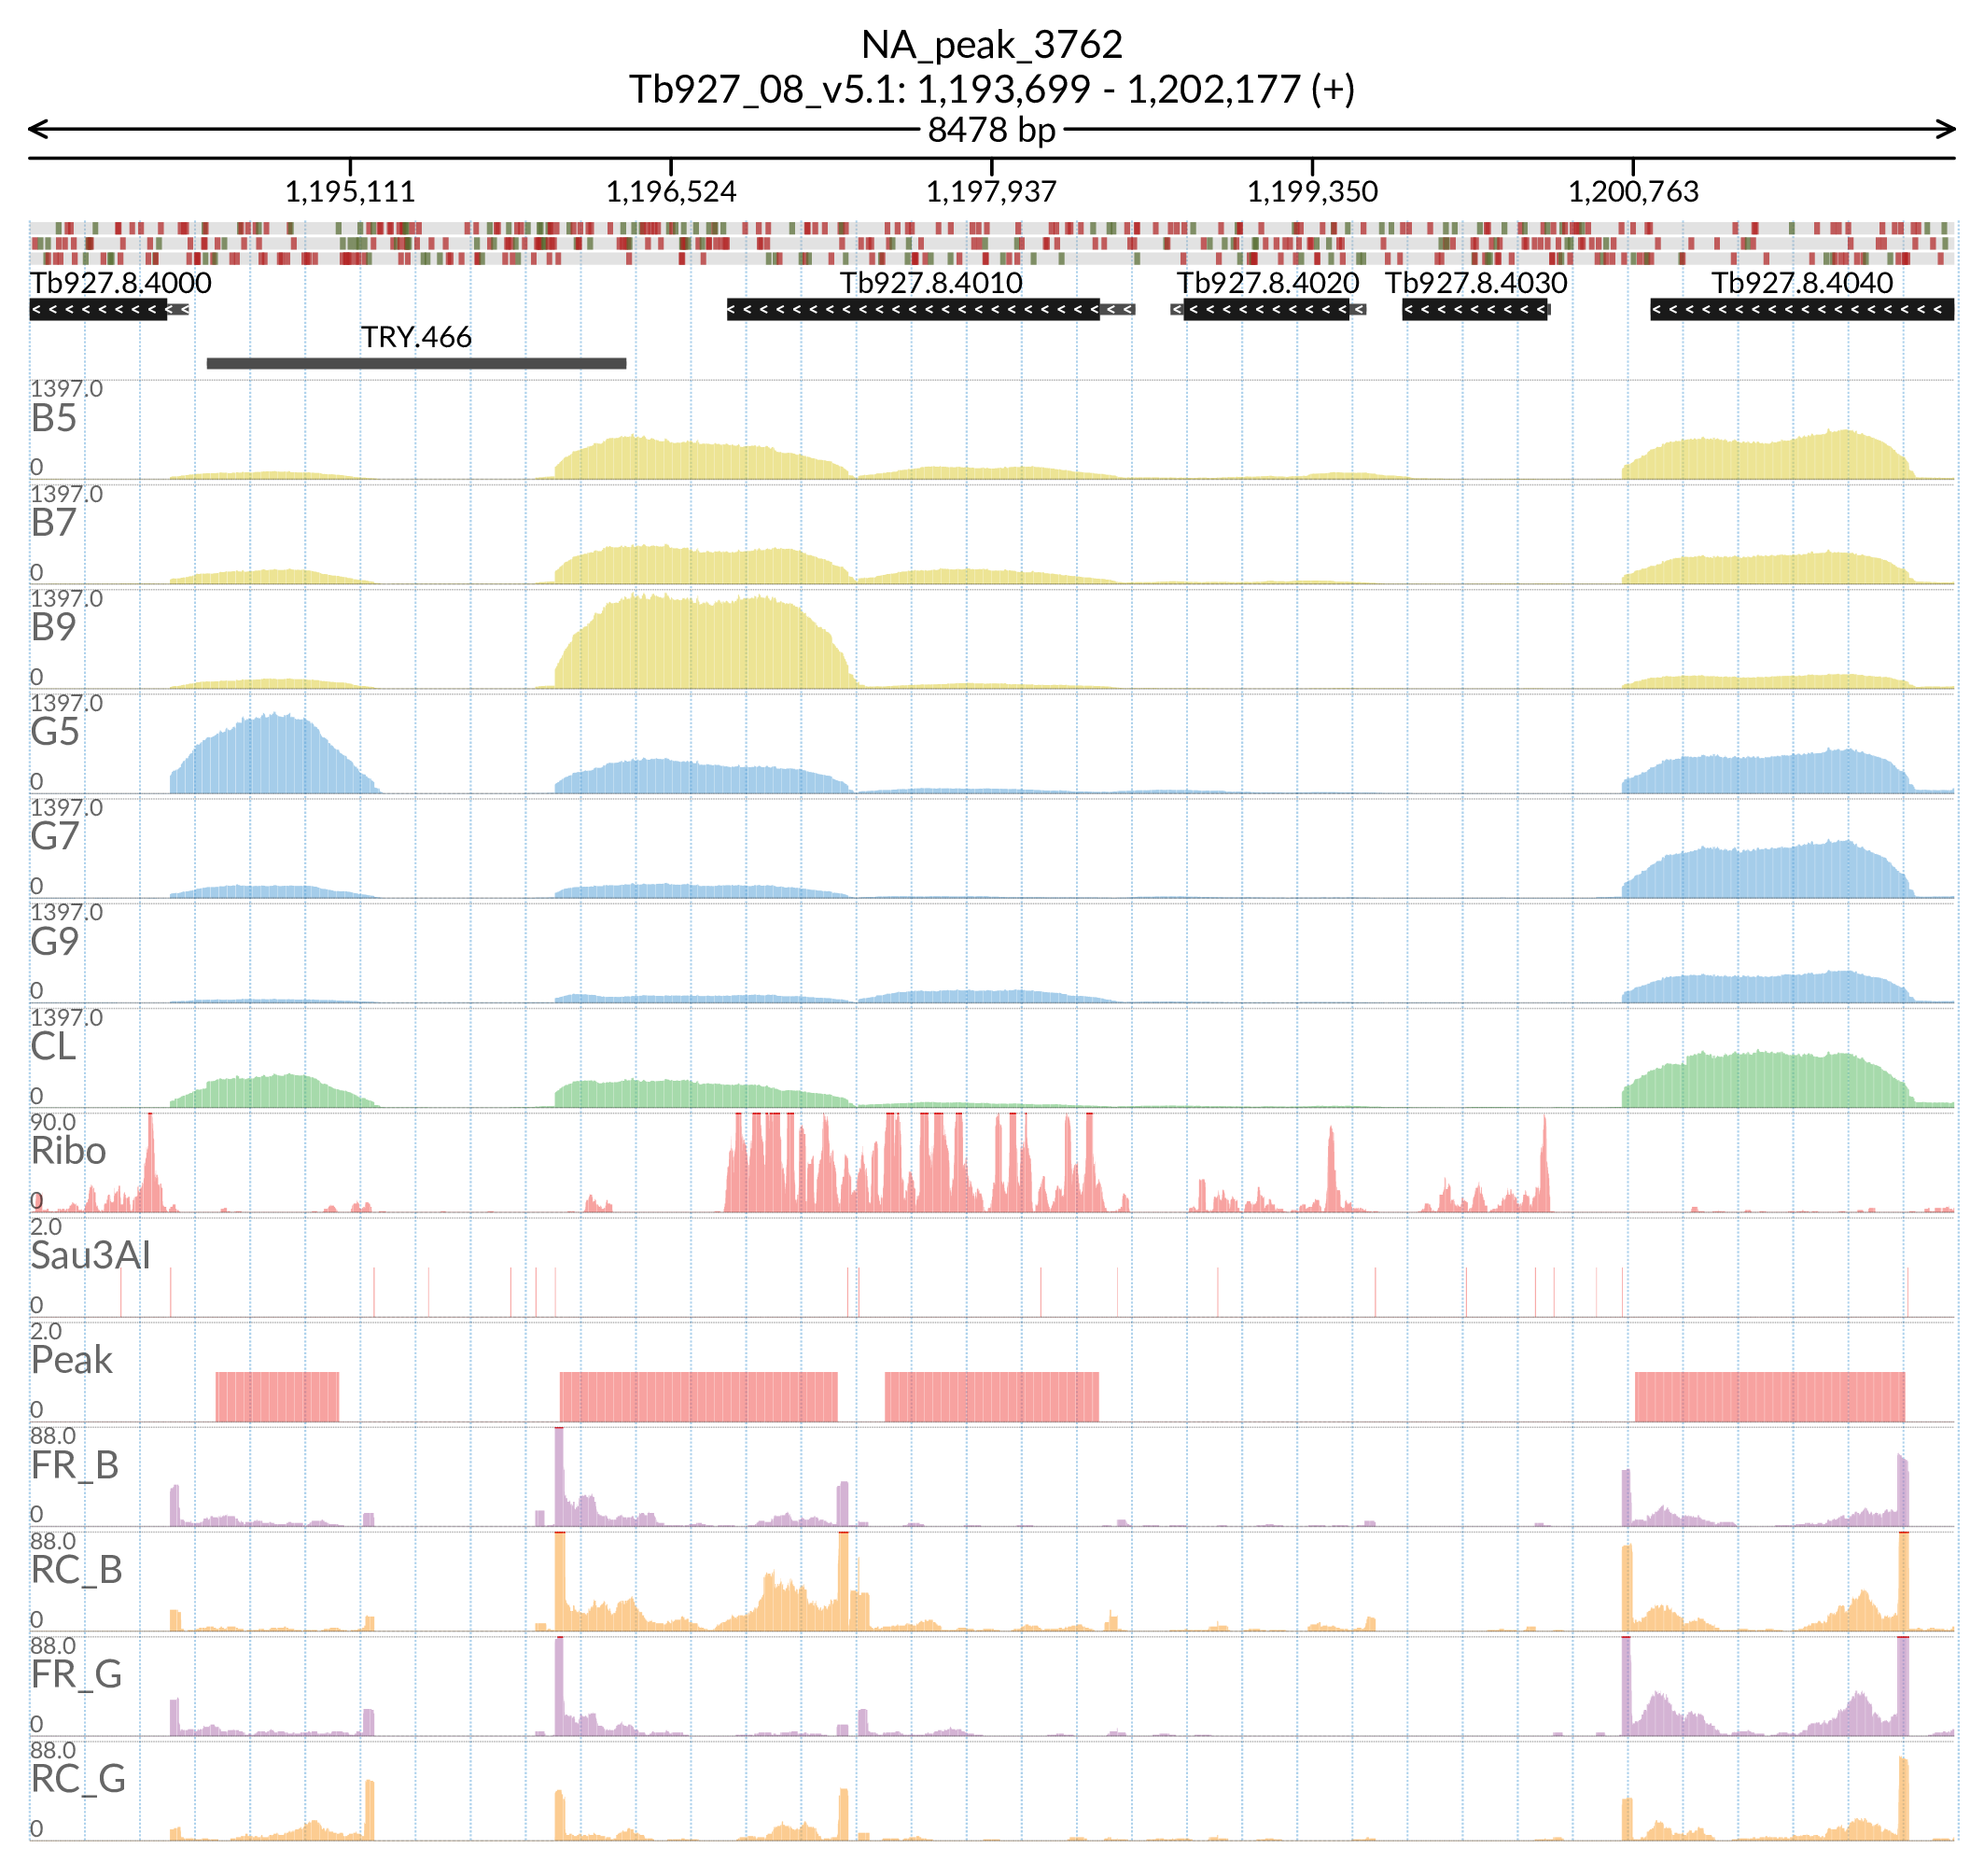 NA_peak_3762
Tb927_08_v5.1: 1,193,699 - 1,202,177 (+)
8478 bp
1,195,111 1,196,524 1,197,937 1,199,350 1,200,763
Tb927.8.4000 Tb927.8.4010 Tb927.8.4020 Tb927.8.4030 Tb927.8.4040
TRY.466
1397.0
B5
0
1397.0
B7
0
1397.0
B9
0
1397.0
G5
0
1397.0
G7
0
1397.0
G9
0
1397.0
CL
0
90.0
Ribo
0
2.0
Sau3AI
0
2.0
Peak
0
88.0
FR_B
0
88.0
RC_B
0
88.0
FR_G
0
88.0
RC_G
0